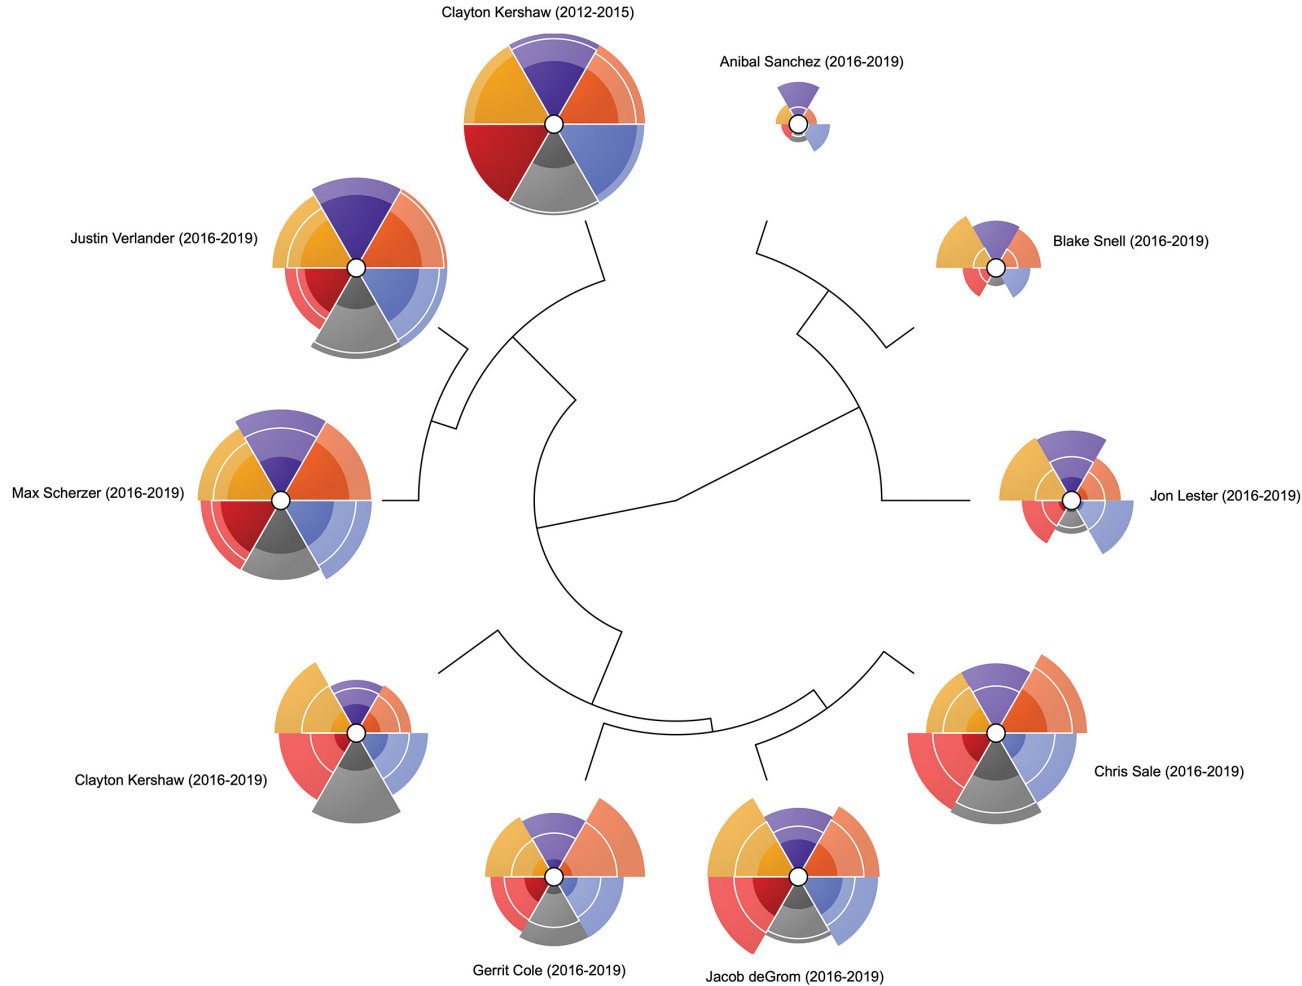 Clayton Kershaw (2012-2015)
Anibal Sanchez (2016-2019)
Justin Verlander (2016-2019)
Blake Snell (2016-2019)
Max Scherzer (2016-2019)
Jon Lester (2016-2019)
Clayton Kershaw (2016-2019)
Chris Sale (2016-2019)
Gerrit Cole (2016-2019)
Jacob deGrom (2016-2019)